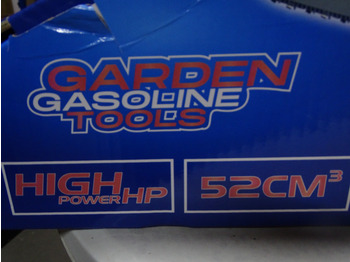 GARDEN
GASOLINE
TOOLS
HIGH
POWER HP
52CM³